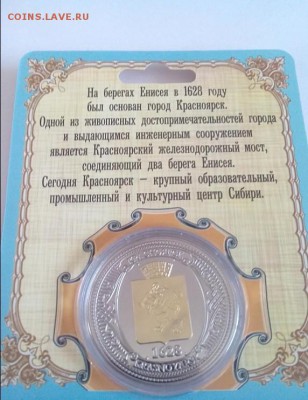 COINS.LAVE.RU
На берегах Енисея в 1628 году
был основан город Красноярск.
Одной из живописных достопримечательностей города
и выдающимся инженерным сооружением
является Красноярский железнодорожный мост,
соединяющий два берега Енисея.
Сегодня Красноярск – крупный образовательный,
промышленный и культурный центр Сибири.
1628